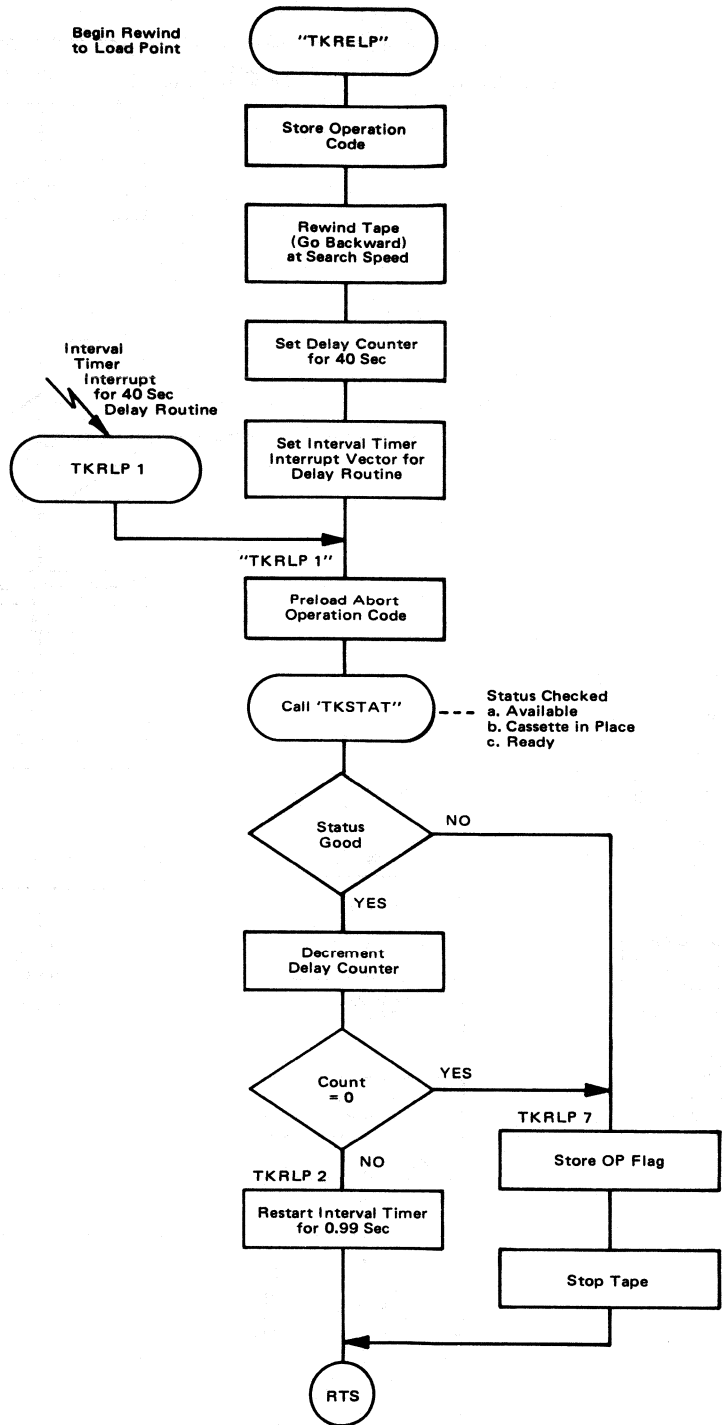 Begin Rewind
to Load Point
"TKRELP"
Store Operation
Code
Rewind Tape
(Go Backward)
at Search Speed
Set Delay Counter
for 40 Sec
Interval
Timer
Interrupt
for 40 Sec
Delay Routine
TKRLP 1
Set Interval Timer
Interrupt Vector for
Delay Routine
"TKRLP 1"
Preload Abort
Operation Code
Call 'TKSTAT"
Status Checked
a. Available
b. Cassette in Place
c. Ready
Status
Good
NO
YES
Decrement
Delay Counter
Count
= 0
YES
NO
TKRLP 7
Store OP Flag
TKRLP 2
Restart Interval Timer
for 0.99 Sec
Stop Tape
RTS